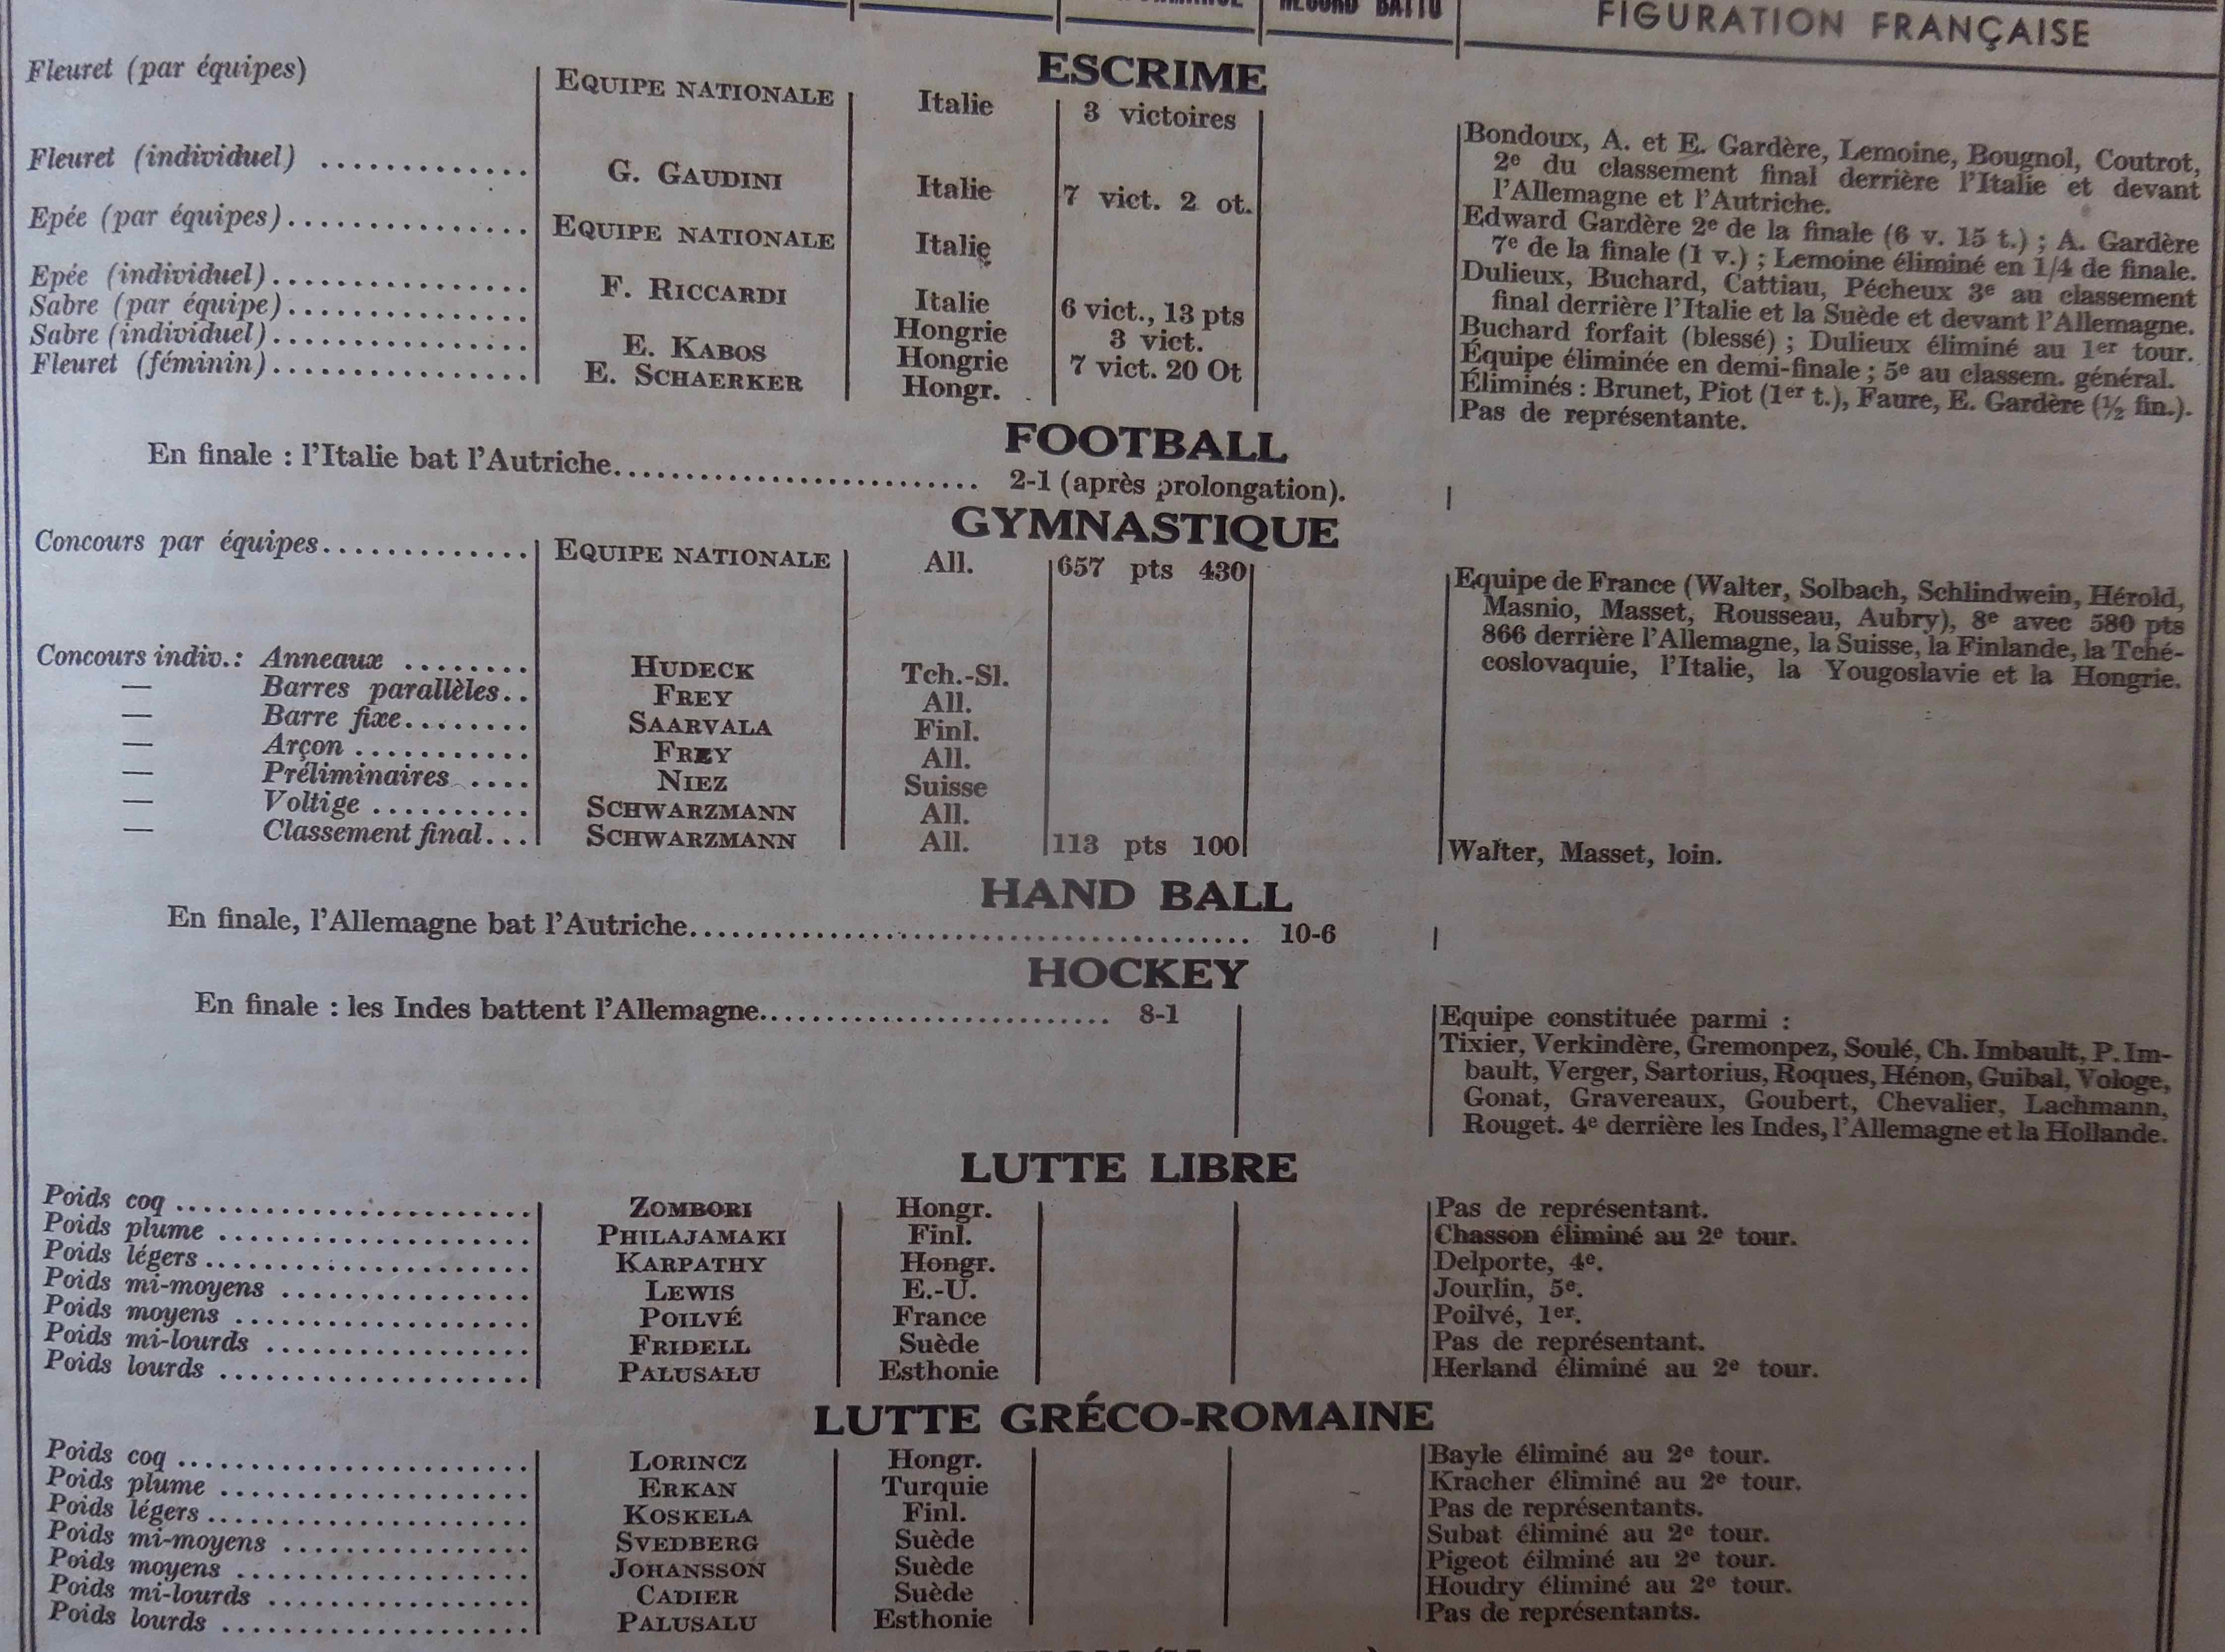 RECORD BATTU
FIGURATION FRANÇAISE
ESCRIME
Fleuret (par équipes) EQUIPE NATIONALE Italie 3 victoires
Bondoux, A. et E. Gardère, Lemoine, Bougnol, Coutrot,
2e du classement final derrière l'Italie et devant
l'Allemagne et l'Autriche.
Fleuret (individuel) ............. G. GAUDINI Italie 7 vict. 2 ot.
Edward Gardère 2e de la finale (6 v. 15 t.) ; A. Gardère
7e de la finale (1 v.) ; Lemoine éliminé en 1/4 de finale.
Epée (par équipes)............... EQUIPE NATIONALE Italie
Dulieux, Buchard, Cattiau, Pécheux 3e au classement
final derrière l'Italie et la Suède et devant l'Allemagne.
Epée (individuel)................ F. RICCARDI Italie 6 vict., 13 pts Buchard forfait (blessé) ; Dulieux éliminé au 1er tour.
Sabre (par équipe)............... Hongrie 3 vict. Équipe éliminée en demi-finale ; 5e au classem. général.
Sabre (individuel)................ E. KABOS Hongrie 7 vict. 20 Ot Éliminés : Brunet, Piot (1er t.), Faure, E. Gardère (½ fin.).
Fleuret (féminin)................ E. SCHAERKER Hongr. Pas de représentante.
FOOTBALL
En finale : l'Italie bat l'Autriche.......................... 2-1 (après prolongation).
GYMNASTIQUE
Concours par équipes............. EQUIPE NATIONALE All. 657 pts 430
Equipe de France (Walter, Solbach, Schlindwein, Hérold,
Masnio, Masset, Rousseau, Aubry), 8e avec 580 pts
866 derrière l'Allemagne, la Suisse, la Finlande, la Tché-
coslovaquie, l'Italie, la Yougoslavie et la Hongrie.
Concours indiv.: Anneaux ........ HUDECK Tch.-Sl.
— Barres parallèles.. FREY All.
— Barre fixe........ SAARVALA Finl.
— Arçon ........... FREY All.
— Préliminaires .... NIEZ Suisse
— Voltige .......... SCHWARZMANN All.
— Classement final... SCHWARZMANN All. 113 pts 100 Walter, Masset, loin.
HAND BALL
En finale, l'Allemagne bat l'Autriche........................................ 10-6
HOCKEY
En finale : les Indes battent l'Allemagne.......................... 8-1
Equipe constituée parmi :
Tixier, Verkindère, Gremonpez, Soulé, Ch. Imbault, P. Im-
bault, Verger, Sartorius, Roques, Hénon, Guibal, Vologe,
Gonat, Gravereaux, Goubert, Chevalier, Lachmann,
Rouget. 4e derrière les Indes, l'Allemagne et la Hollande.
LUTTE LIBRE
Poids coq ........................ ZOMBORI Hongr. Pas de représentant.
Poids plume ..................... PHILAJAMAKI Finl. Chasson éliminé au 2e tour.
Poids légers...................... KARPATHY Hongr. Delporte, 4e.
Poids mi-moyens ................. LEWIS E.-U. Jourlin, 5e.
Poids moyens .................... POILVÉ France Poilvé, 1er.
Poids mi-lourds .................. FRIDELL Suède Pas de représentant.
Poids lourds ..................... PALUSALU Esthonie Herland éliminé au 2e tour.
LUTTE GRÉCO-ROMAINE
Poids coq ........................ LORINCZ Hongr. Bayle éliminé au 2e tour.
Poids plume ..................... ERKAN Turquie Kracher éliminé au 2e tour.
Poids légers...................... KOSKELA Finl. Pas de représentants.
Poids mi-moyens ................. SVEDBERG Suède Subat éliminé au 2e tour.
Poids moyens .................... JOHANSSON Suède Pigeot éilminé au 2e tour.
Poids mi-lourds .................. CADIER Suède Houdry éliminé au 2e tour.
Poids lourds ..................... PALUSALU Esthonie Pas de représentants.